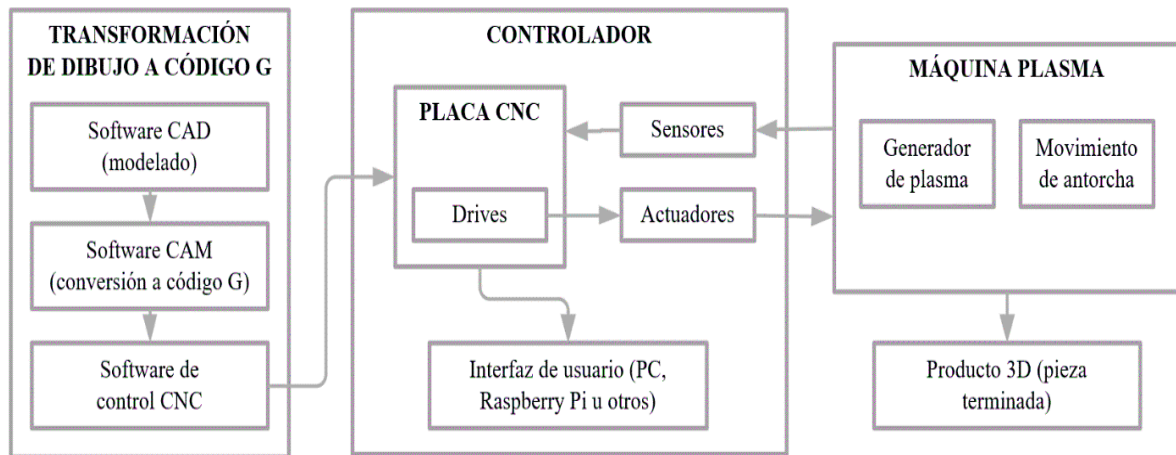 TRANSFORMACIÓN
DE DIBUJO A CÓDIGO G
Software CAD
(modelado)
Software CAM
(conversión a código G)
Software de
control CNC
CONTROLADOR
PLACA CNC
Drives
Sensores
Actuadores
Interfaz de usuario (PC,
Raspberry Pi u otros)
MÁQUINA PLASMA
Generador
de plasma
Movimiento
de antorcha
Producto 3D (pieza
terminada)